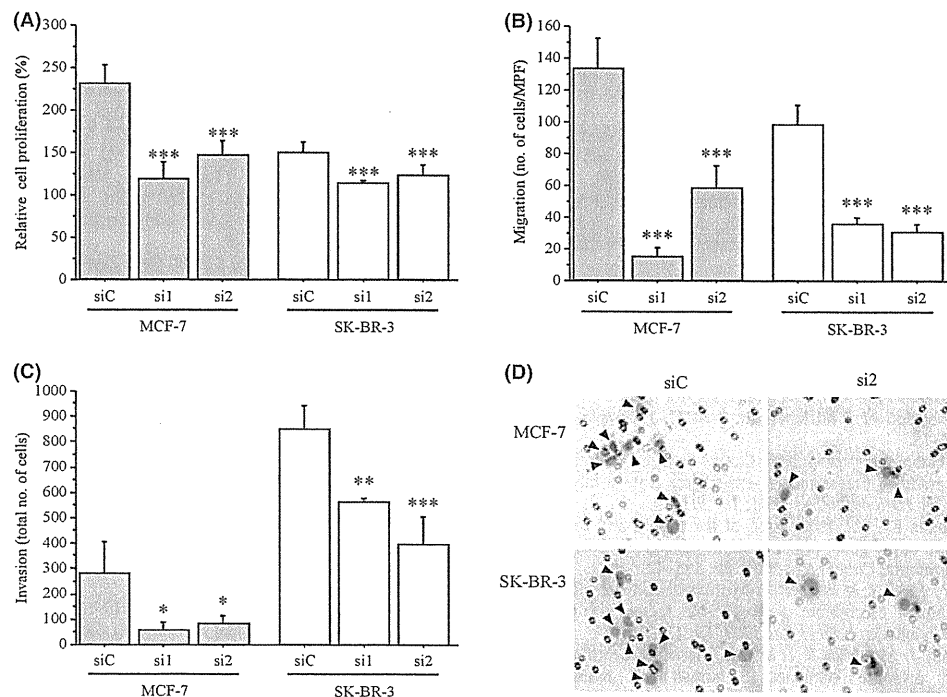 (A)
Relative cell proliferation (%)
300
250
200
150
100
50
0
***
***
***
***
siC si1 si2 siC si1 si2
MCF-7 SK-BR-3
(B)
Migration (no. of cells/MPF)
160
140
120
100
80
60
40
20
0
***
***
***
***
siC si1 si2 siC si1 si2
MCF-7 SK-BR-3
(C)
Invasion (total no. of cells)
1000
900
800
700
600
500
400
300
200
100
0
*
*
**
***
siC si1 si2 siC si1 si2
MCF-7 SK-BR-3
(D)
siC si2
MCF-7
SK-BR-3